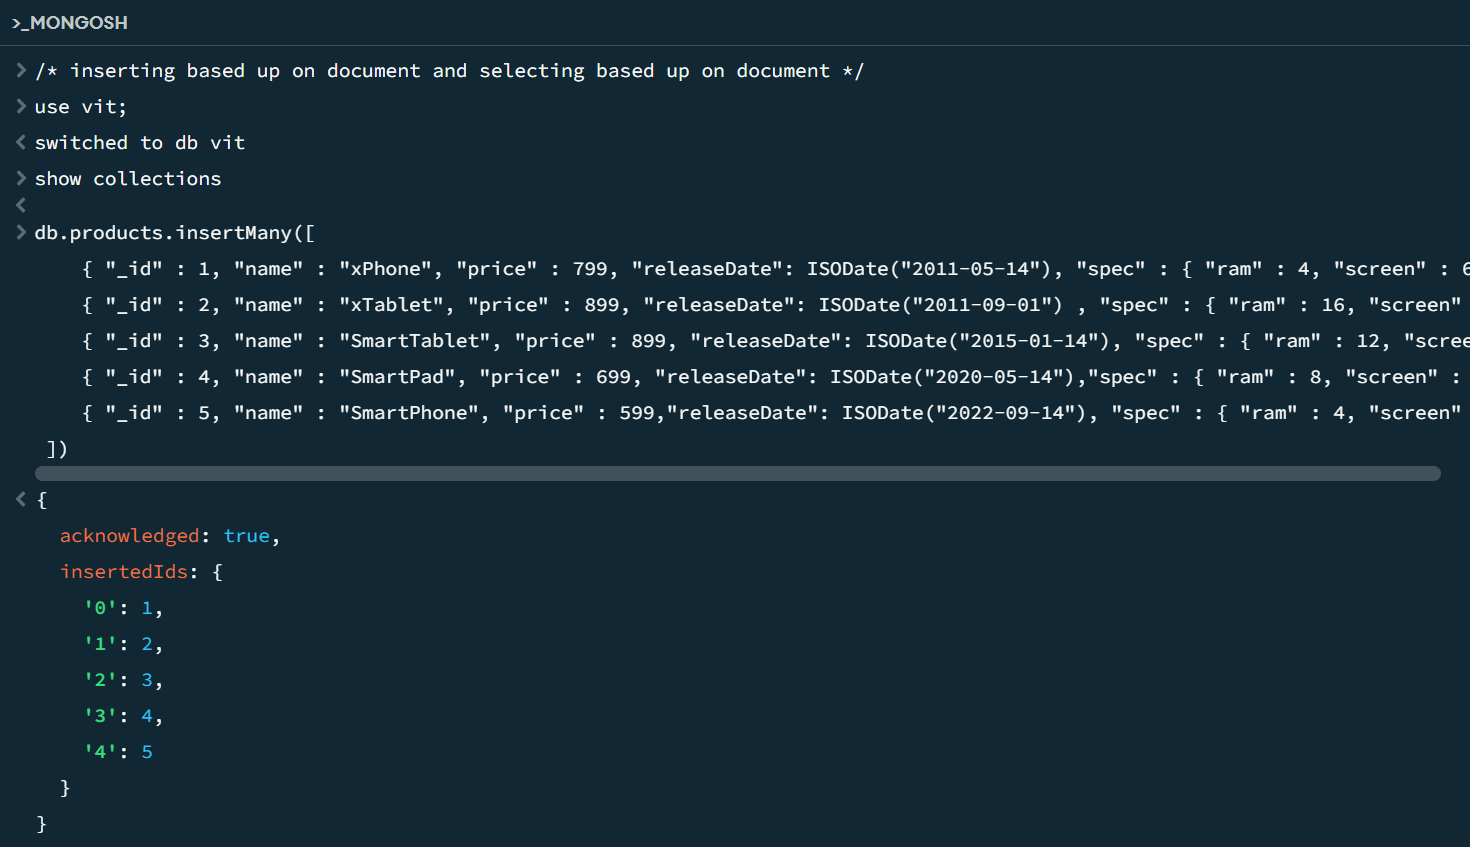 >_MONGOSH
> /* inserting based up on document and selecting based up on document */
> use vit;
< switched to db vit
> show collections
<
> db.products.insertMany([
{ "_id" : 1, "name" : "xPhone", "price" : 799, "releaseDate": ISODate("2011-05-14"), "spec" : { "ram" : 4, "screen" : 6
{ "_id" : 2, "name" : "xTablet", "price" : 899, "releaseDate": ISODate("2011-09-01") , "spec" : { "ram" : 16, "screen"
{ "_id" : 3, "name" : "SmartTablet", "price" : 899, "releaseDate": ISODate("2015-01-14"), "spec" : { "ram" : 12, "scree
{ "_id" : 4, "name" : "SmartPad", "price" : 699, "releaseDate": ISODate("2020-05-14"),"spec" : { "ram" : 8, "screen" :
{ "_id" : 5, "name" : "SmartPhone", "price" : 599,"releaseDate": ISODate("2022-09-14"), "spec" : { "ram" : 4, "screen"
])
< {
acknowledged: true,
insertedIds: {
'0': 1,
'1': 2,
'2': 3,
'3': 4,
'4': 5
}
}